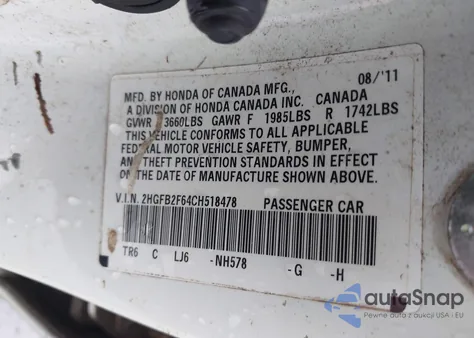 08/'11
MFD. BY HONDA OF CANADA MFG.,
A DIVISION OF HONDA CANADA INC. CANADA
GVWR 3660LBS GAWR F 1985LBS R 1742LBS
THIS VEHICLE CONFORMS TO ALL APPLICABLE
FEDERAL MOTOR VEHICLE SAFETY, BUMPER,
AND THEFT PREVENTION STANDARDS IN EFFECT
ON THE DATE OF MANUFACTURE SHOWN ABOVE.
V.I.N. 2HGFB2F64CH518478 PASSENGER CAR
TR6 C LJ6 -NH578 -G -H
autoSnap
Pewne auta z aukcji USA i EU